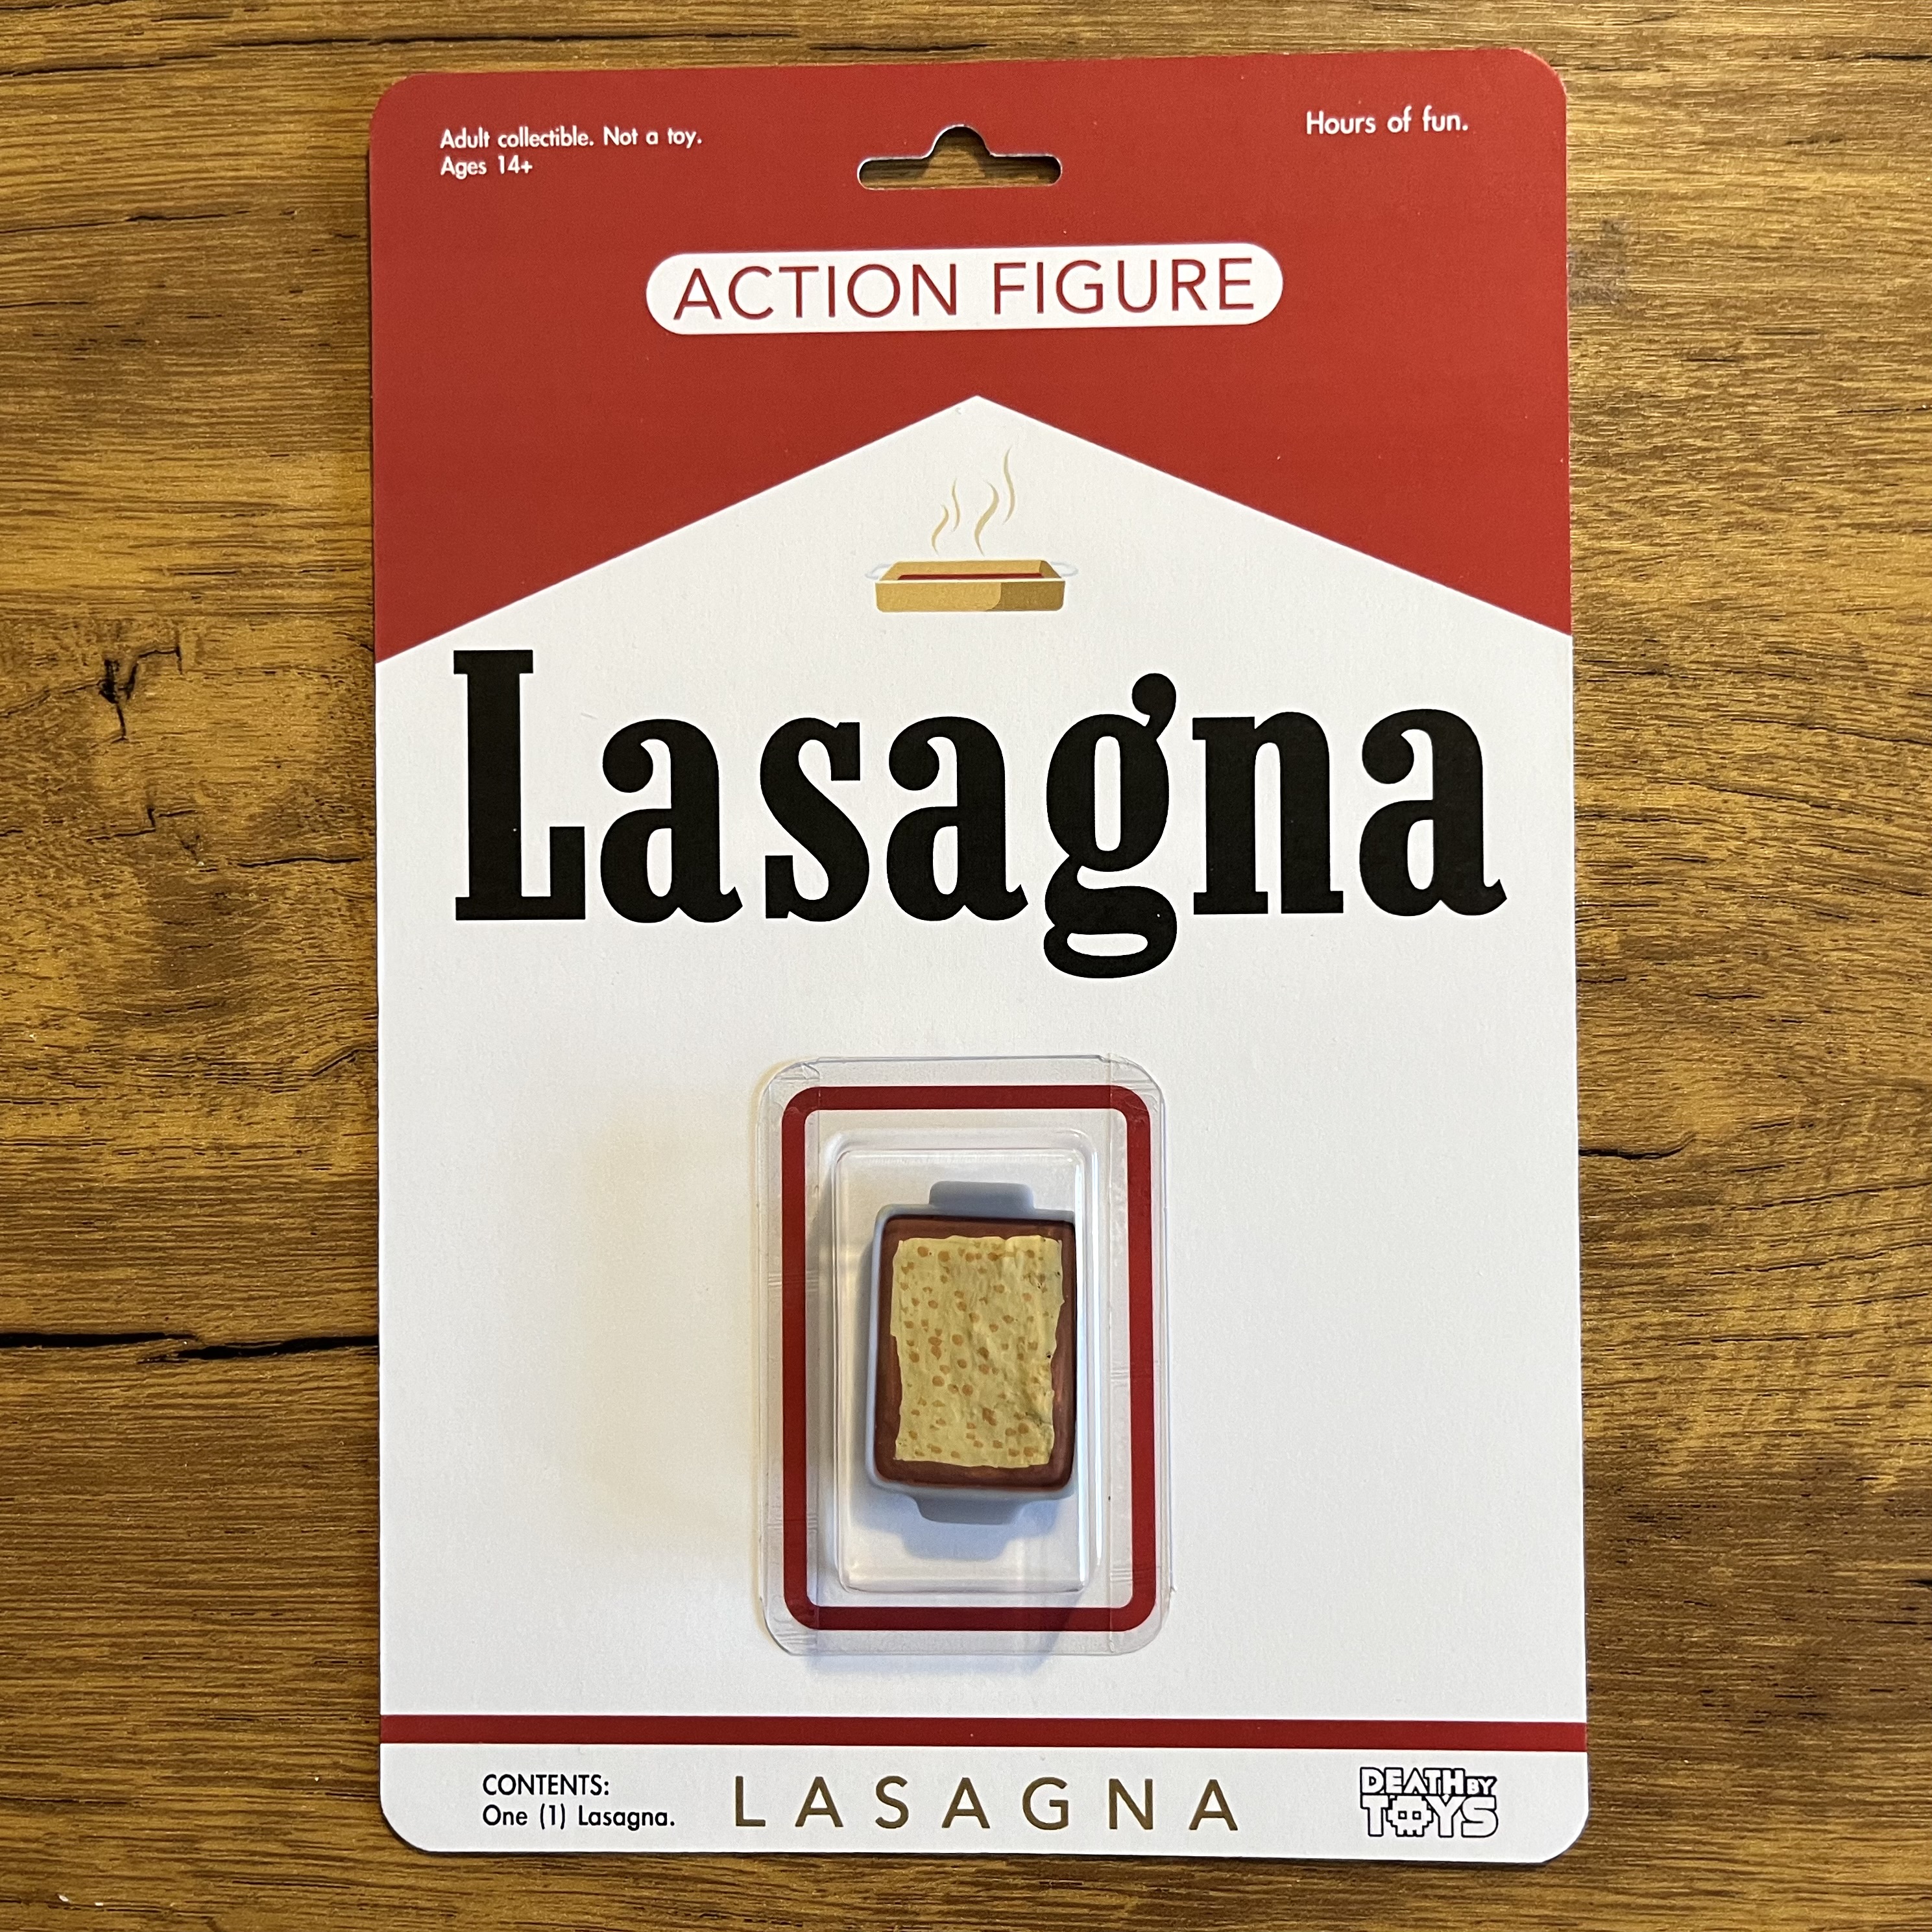 Adult collectible. Not a toy.
Ages 14+
Hours of fun.
ACTION FIGURE
Lasagna
CONTENTS:
One (1) Lasagna.
LASAGNA
DEATH BY
TOYS